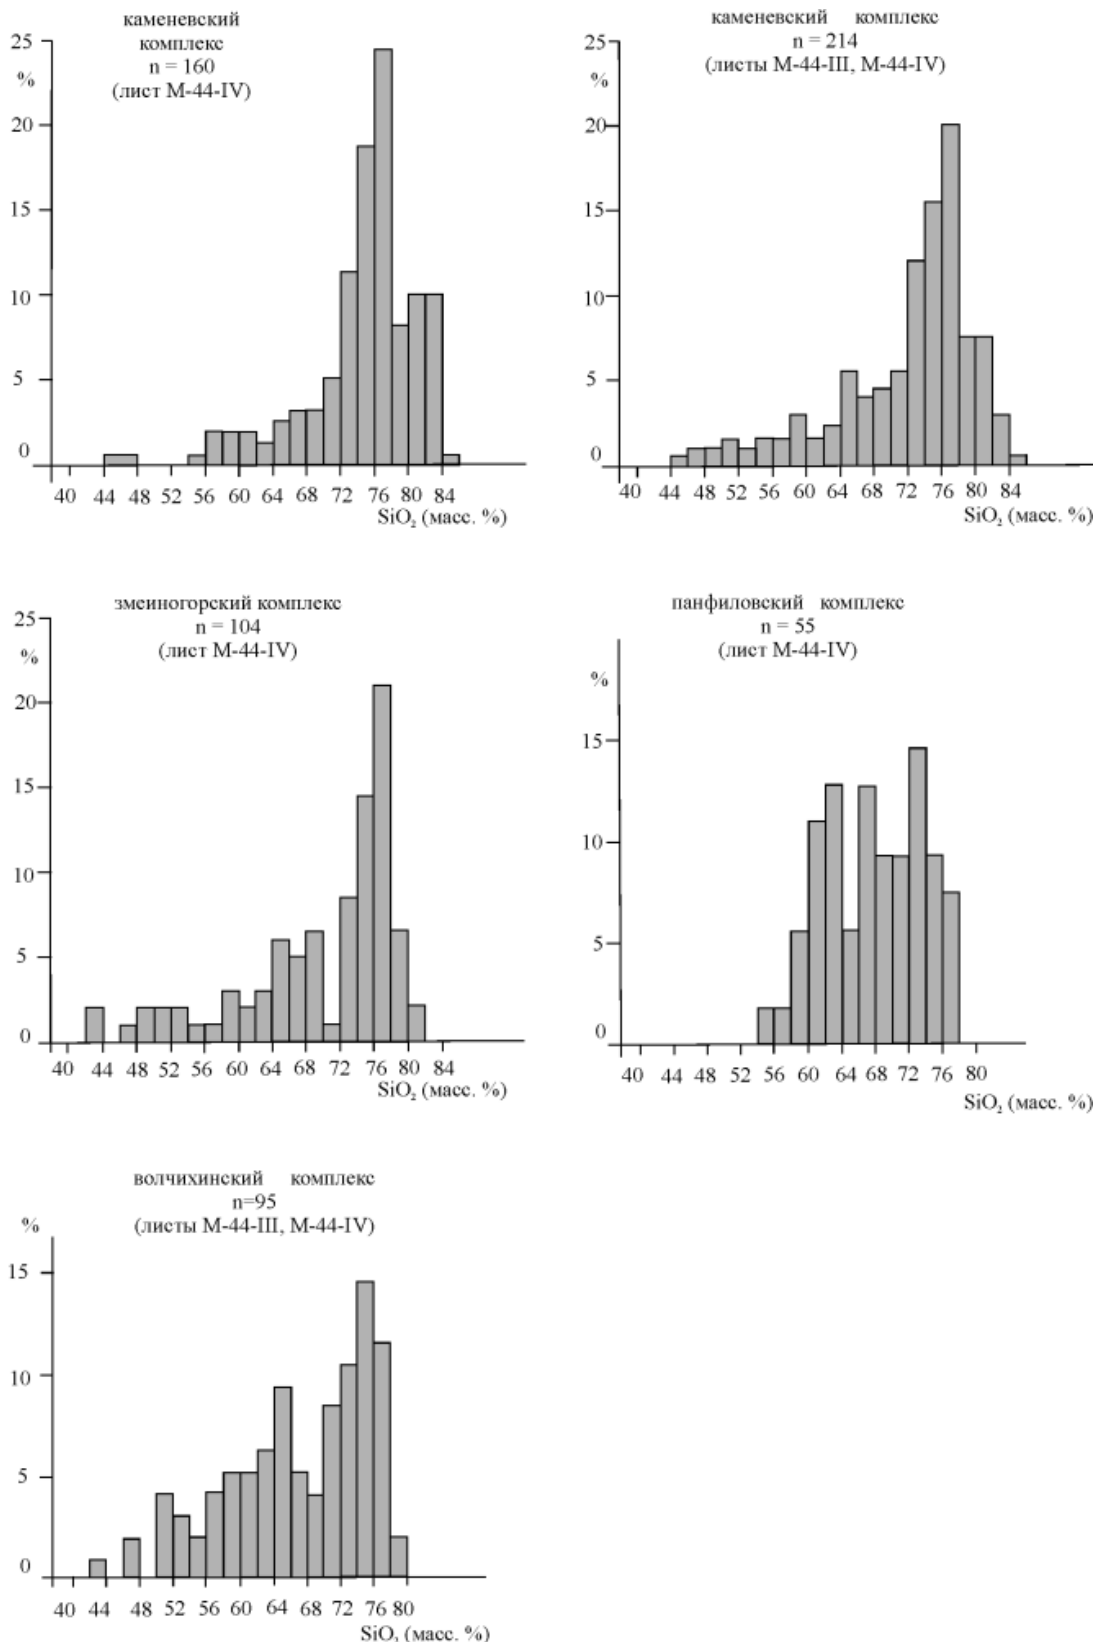 каменевский
комплекс
n = 160
(лист М-44-IV)
25
%
20
15
10
5
0
40 44 48 52 56 60 64 68 72 76 80 84
SiO₂ (масс. %)
каменевский комплекс
n = 214
(листы М-44-III, М-44-IV)
25
%
20
15
10
5
0
40 44 48 52 56 60 64 68 72 76 80 84
SiO₂ (масс. %)
змеиногорский комплекс
n = 104
(лист М-44-IV)
25
%
20
15
10
5
0
40 44 48 52 56 60 64 68 72 76 80 84
SiO₂ (масс. %)
панфиловский комплекс
n = 55
(лист М-44-IV)
%
15
10
5
0
40 44 48 52 56 60 64 68 72 76 80
SiO₂ (масс. %)
волчихинский комплекс
n=95
(листы М-44-III, М-44-IV)
%
15
10
5
0
40 44 48 52 56 60 64 68 72 76 80
SiO₂ (масс. %)